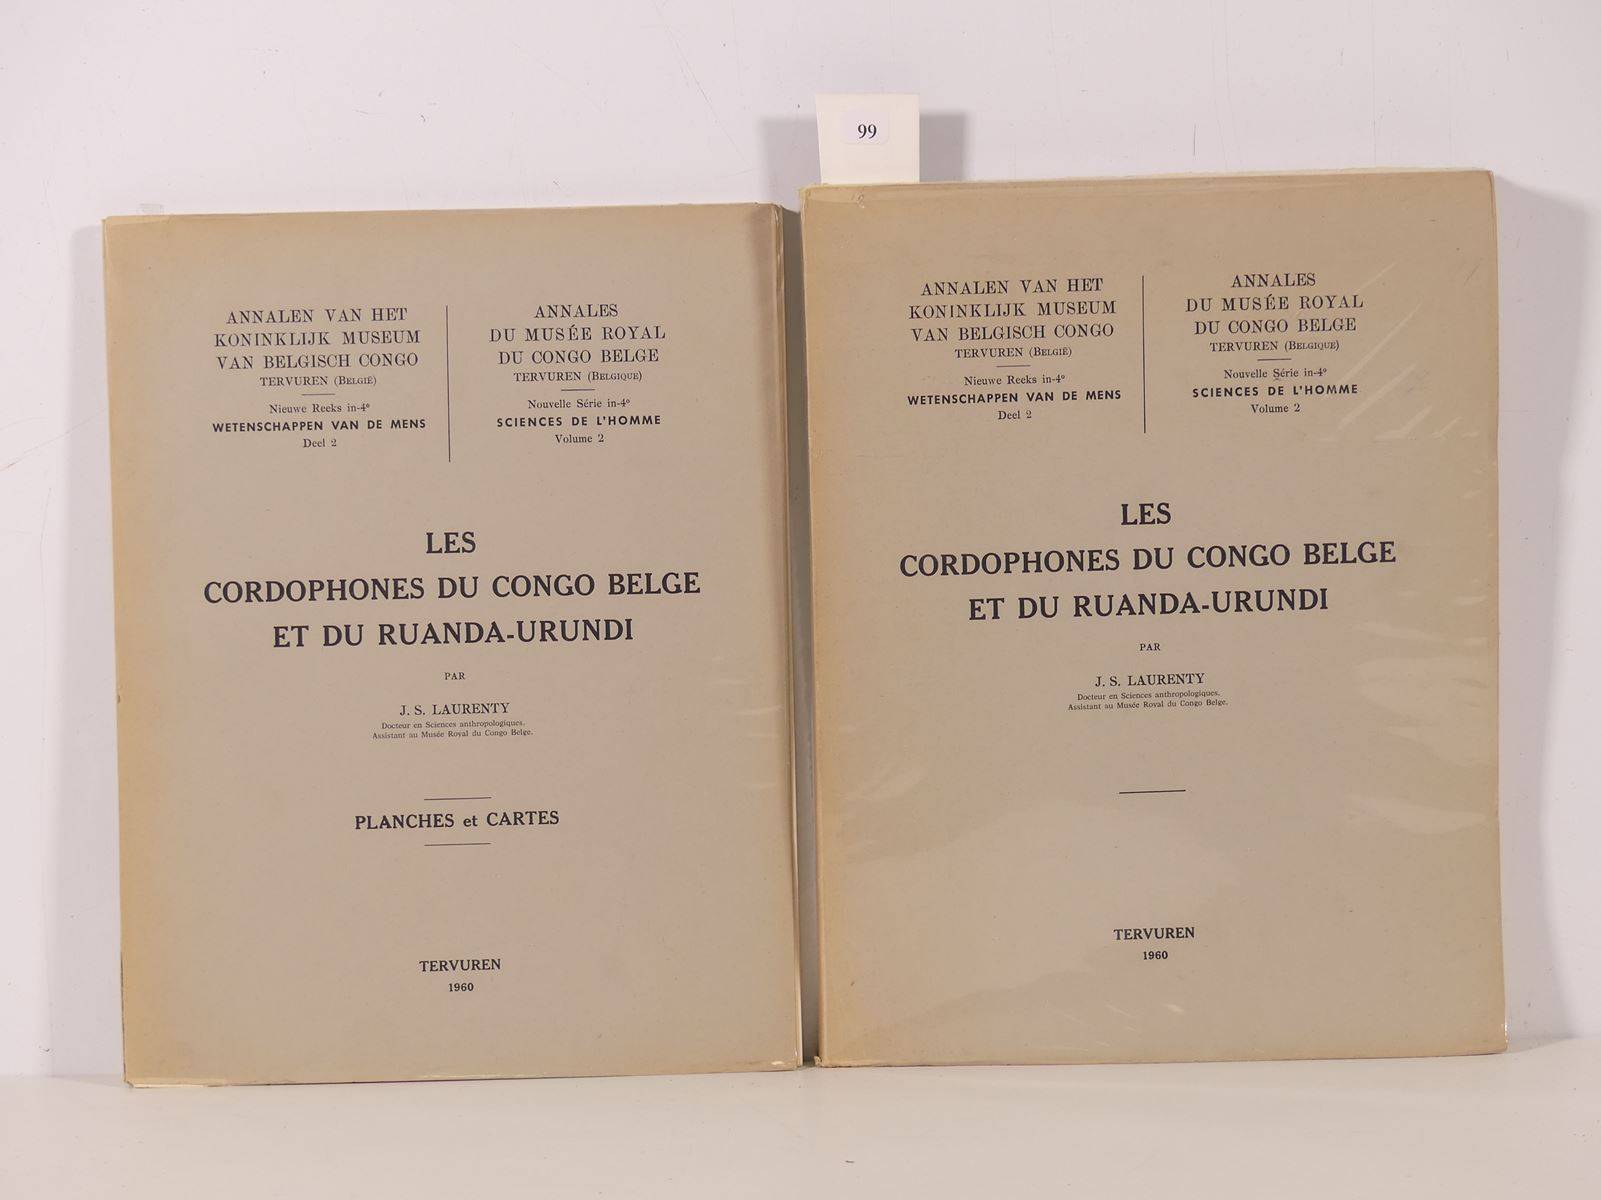 99
ANNALEN VAN HET
KONINKLIJK MUSEUM
VAN BELGISCH CONGO
TERVUREN (BELGIË)
Nieuwe Reeks in-4°
WETENSCHAPPEN VAN DE MENS
Deel 2
ANNALES
DU MUSÉE ROYAL
DU CONGO BELGE
TERVUREN (BELGIQUE)
Nouvelle Série in-4°
SCIENCES DE L'HOMME
Volume 2
LES
CORDOPHONES DU CONGO BELGE
ET DU RUANDA-URUNDI
PAR
J. S. LAURENTY
Docteur en Sciences anthropologiques,
Assistant au Musée Royal du Congo Belge.
PLANCHES et CARTES
TERVUREN
1960
ANNALEN VAN HET
KONINKLIJK MUSEUM
VAN BELGISCH CONGO
TERVUREN (BELGIË)
Nieuwe Reeks in-4°
WETENSCHAPPEN VAN DE MENS
Deel 2
ANNALES
DU MUSÉE ROYAL
DU CONGO BELGE
TERVUREN (BELGIQUE)
Nouvelle Série in-4°
SCIENCES DE L'HOMME
Volume 2
LES
CORDOPHONES DU CONGO BELGE
ET DU RUANDA-URUNDI
PAR
J. S. LAURENTY
Docteur en Sciences anthropologiques,
Assistant au Musée Royal du Congo Belge.
TERVUREN
1960